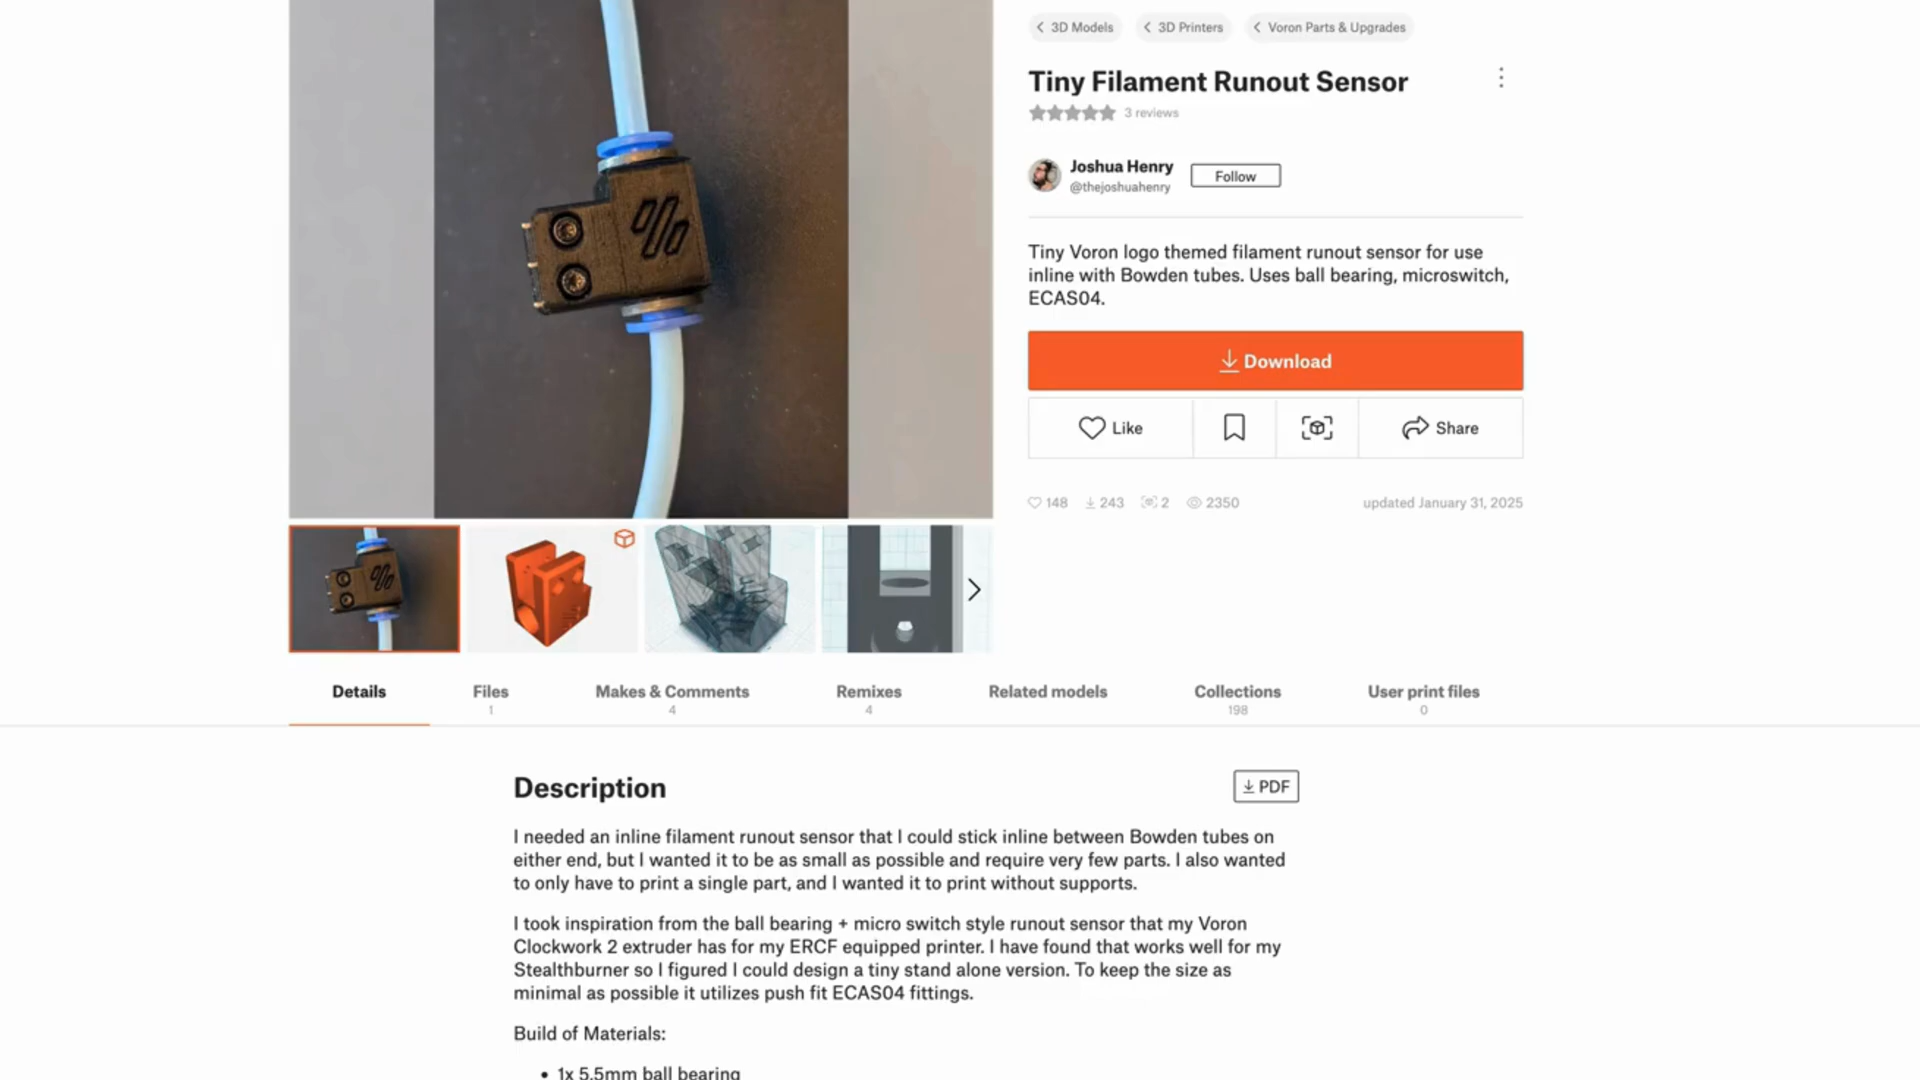 3D Models
3D Printers
Voron Parts & Upgrades
Tiny Filament Runout Sensor
3 reviews
Joshua Henry
@thejoshuahenry
Follow
Tiny Voron logo themed filament runout sensor for use
inline with Bowden tubes. Uses ball bearing, microswitch,
ECAS04.
Download
Like
Share
148
243
2
2350
updated January 31, 2025
Details
Files
1
Makes & Comments
4
Remixes
4
Related models
Collections
198
User print files
0
Description
PDF
I needed an inline filament runout sensor that I could stick inline between Bowden tubes on
either end, but I wanted it to be as small as possible and require very few parts. I also wanted
to only have to print a single part, and I wanted it to print without supports.
I took inspiration from the ball bearing + micro switch style runout sensor that my Voron
Clockwork 2 extruder has for my ERCF equipped printer. I have found that works well for my
Stealthburner so I figured I could design a tiny stand alone version. To keep the size as
minimal as possible it utilizes push fit ECAS04 fittings.
Build of Materials:
• 1x 5.5mm ball bearing